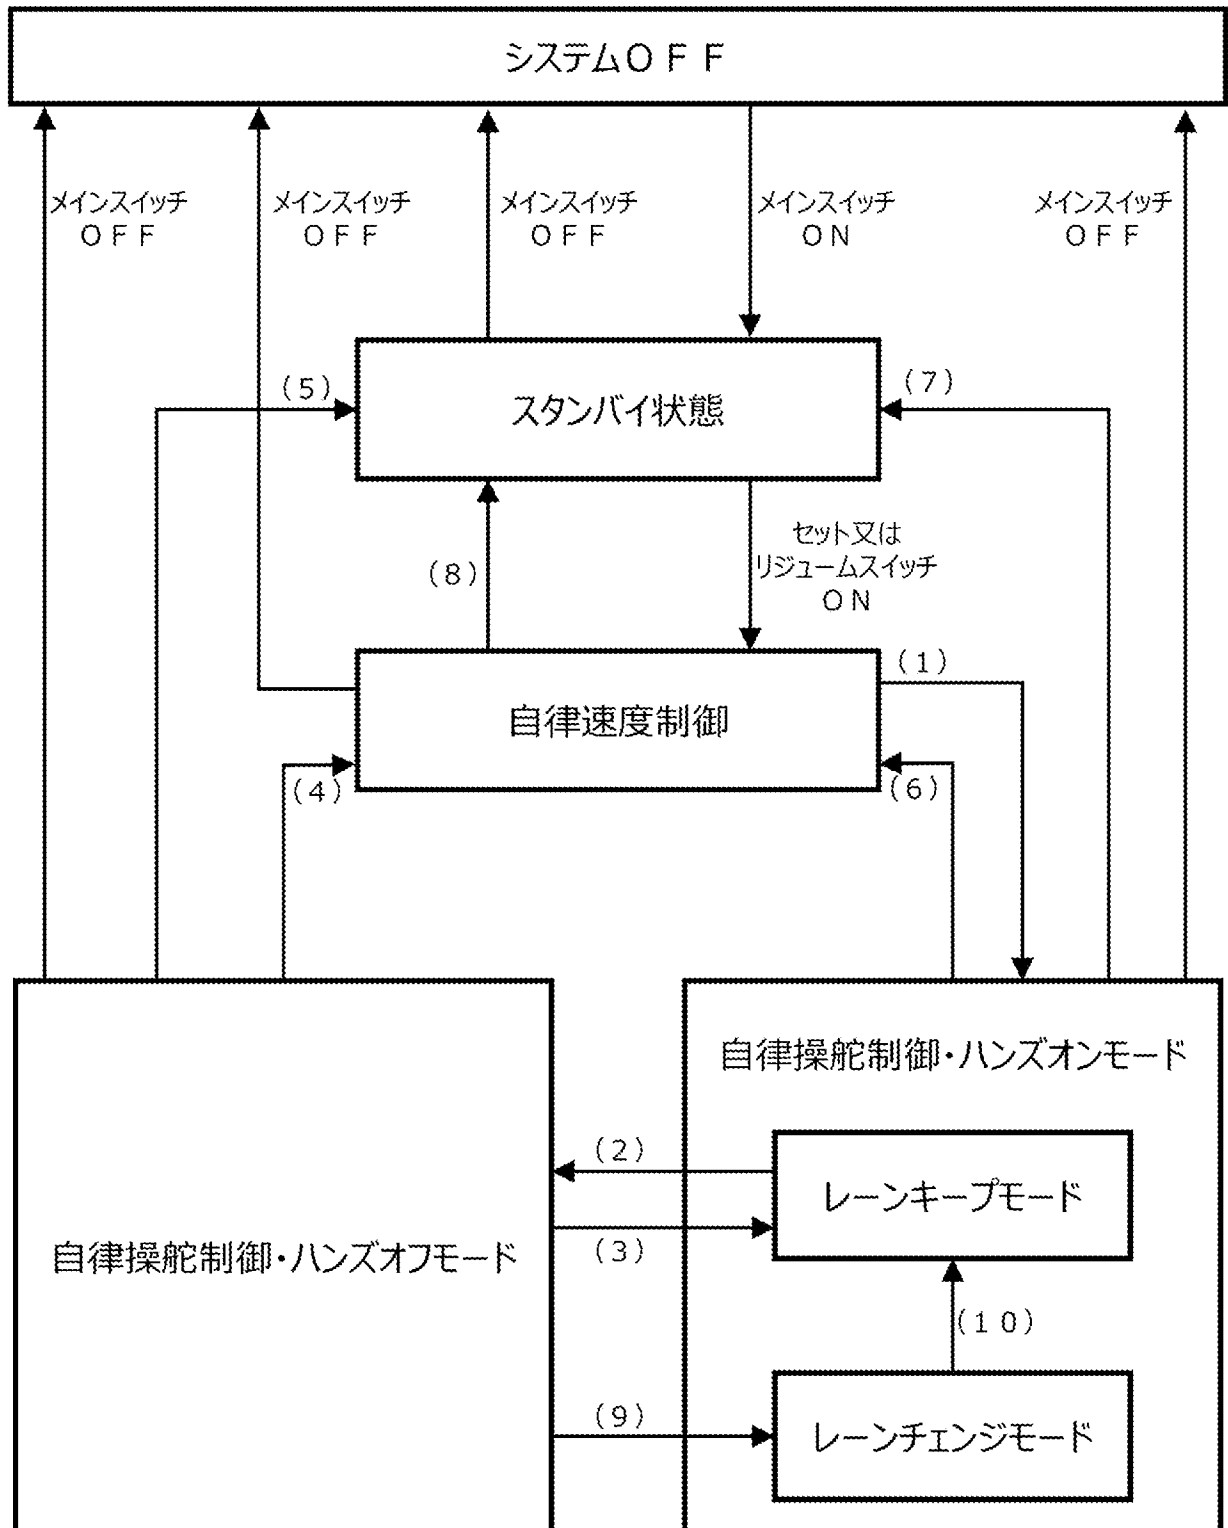 システムＯＦＦ
メインスイッチ
ＯＦＦ
メインスイッチ
ＯＦＦ
メインスイッチ
ＯＦＦ
メインスイッチ
ＯＮ
メインスイッチ
ＯＦＦ
（５）
スタンバイ状態
（７）
（８）
セット又は
リジュームスイッチ
ＯＮ
自律速度制御
（１）
（４）
（６）
自律操舵制御・ハンズオンモード
（２）
レーンキープモード
（３）
自律操舵制御・ハンズオフモード
（１０）
（９）
レーンチェンジモード